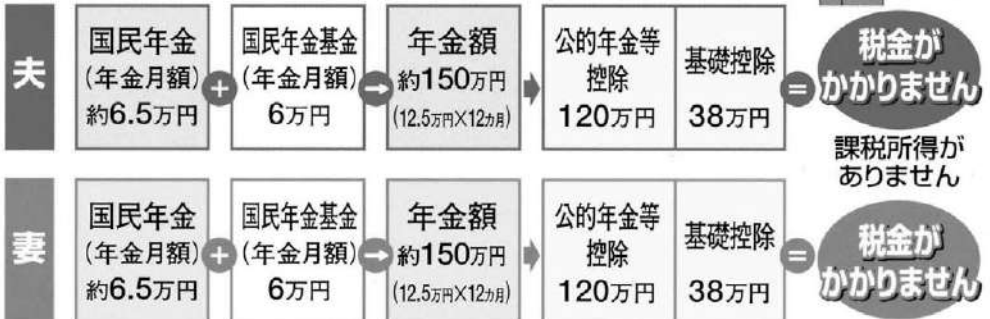 夫
国民年金
(年金月額)
約6.5万円
+
国民年金基金
(年金月額)
6万円
年金額
約150万円
(12.5万円×12カ月)
公的年金等
控除
120万円
基礎控除
38万円
=
税金が
かかりません
課税所得が
ありません
妻
国民年金
(年金月額)
約6.5万円
+
国民年金基金
(年金月額)
6万円
年金額
約150万円
(12.5万円×12カ月)
公的年金等
控除
120万円
基礎控除
38万円
=
税金が
かかりません